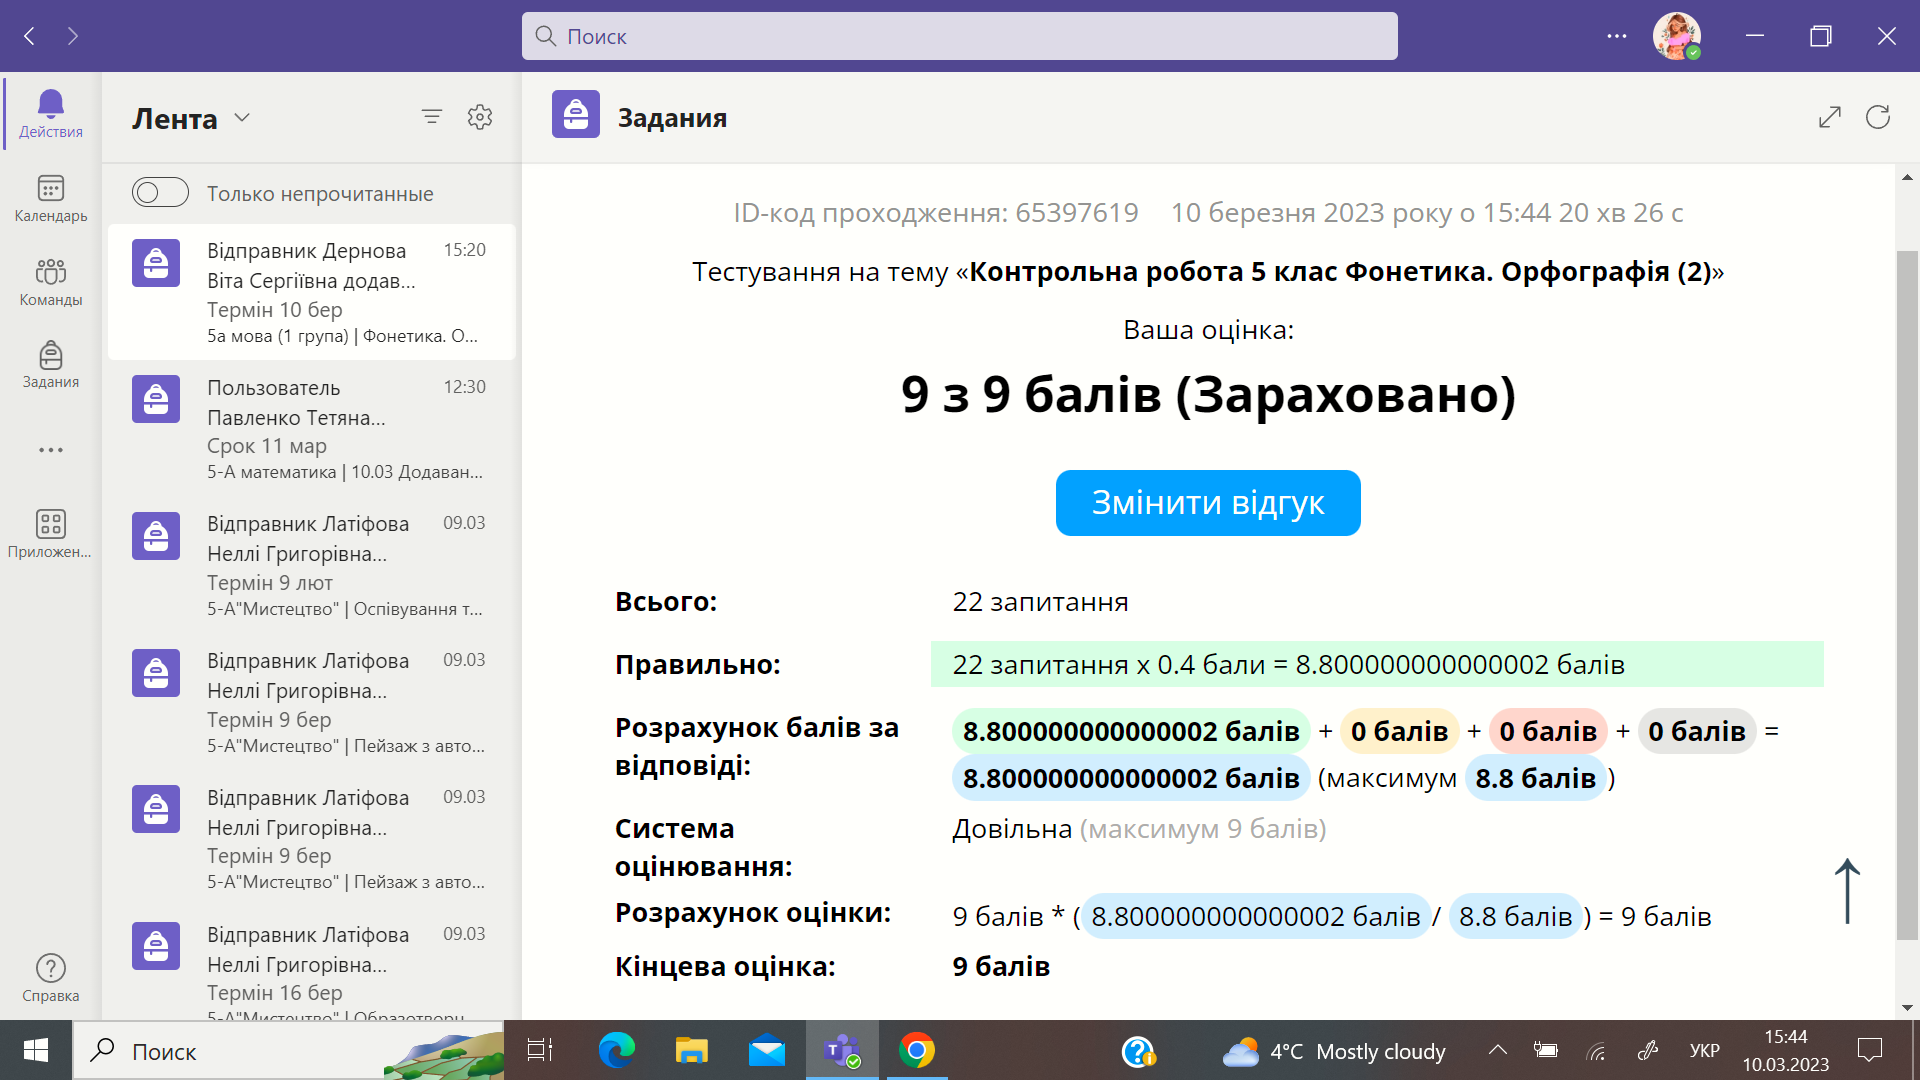 Поиск
Действия
Календарь
Команды
Задания
Приложен...
Справка
Лента
Только непрочитанные
Відправник Дернова 15:20
Віта Сергіївна додав...
Термін 10 бер
5а мова (1 група) | Фонетика. О...
Пользователь 12:30
Павленко Тетяна...
Срок 11 мар
5-А математика | 10.03 Додаван...
Відправник Латіфова 09.03
Неллі Григорівна...
Термін 9 лют
5-А"Мистецтво" | Оспівування т...
Відправник Латіфова 09.03
Неллі Григорівна...
Термін 9 бер
5-А"Мистецтво" | Пейзаж з авто...
Відправник Латіфова 09.03
Неллі Григорівна...
Термін 9 бер
5-А"Мистецтво" | Пейзаж з авто...
Відправник Латіфова 09.03
Неллі Григорівна...
Термін 16 бер
5-А"Мистецтво" | Образотворч...
Задания
ID-код проходження: 65397619 10 березня 2023 року о 15:44 20 хв 26 с
Тестування на тему «Контрольна робота 5 клас Фонетика. Орфографія (2)»
Ваша оцінка:
9 з 9 балів (Зараховано)
Змінити відгук
Всього: 22 запитання
Правильно: 22 запитання x 0.4 бали = 8.800000000000002 балів
Розрахунок балів за відповіді: 8.800000000000002 балів + 0 балів + 0 балів + 0 балів =
8.800000000000002 балів (максимум 8.8 балів)
Система оцінювання: Довільна (максимум 9 балів)
Розрахунок оцінки: 9 балів * ( 8.800000000000002 балів / 8.8 балів ) = 9 балів
Кінцева оцінка: 9 балів
Поиск
4°C Mostly cloudy
УКР
15:44
10.03.2023